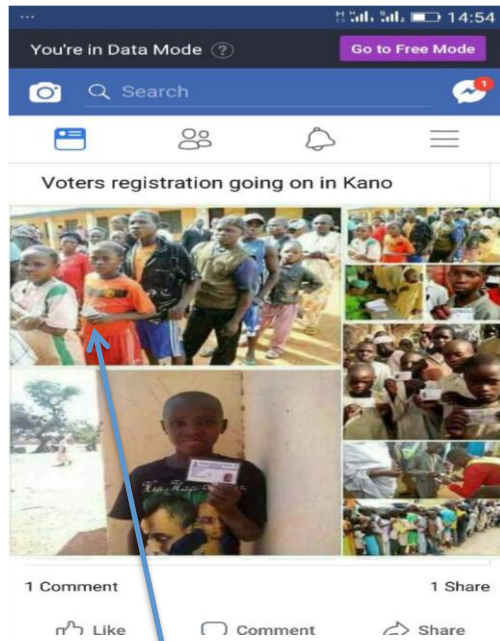 14:54
You're in Data Mode ?
Go to Free Mode
Search
1
Voters registration going on in Kano
1 Comment
1 Share
Like
Comment
Share